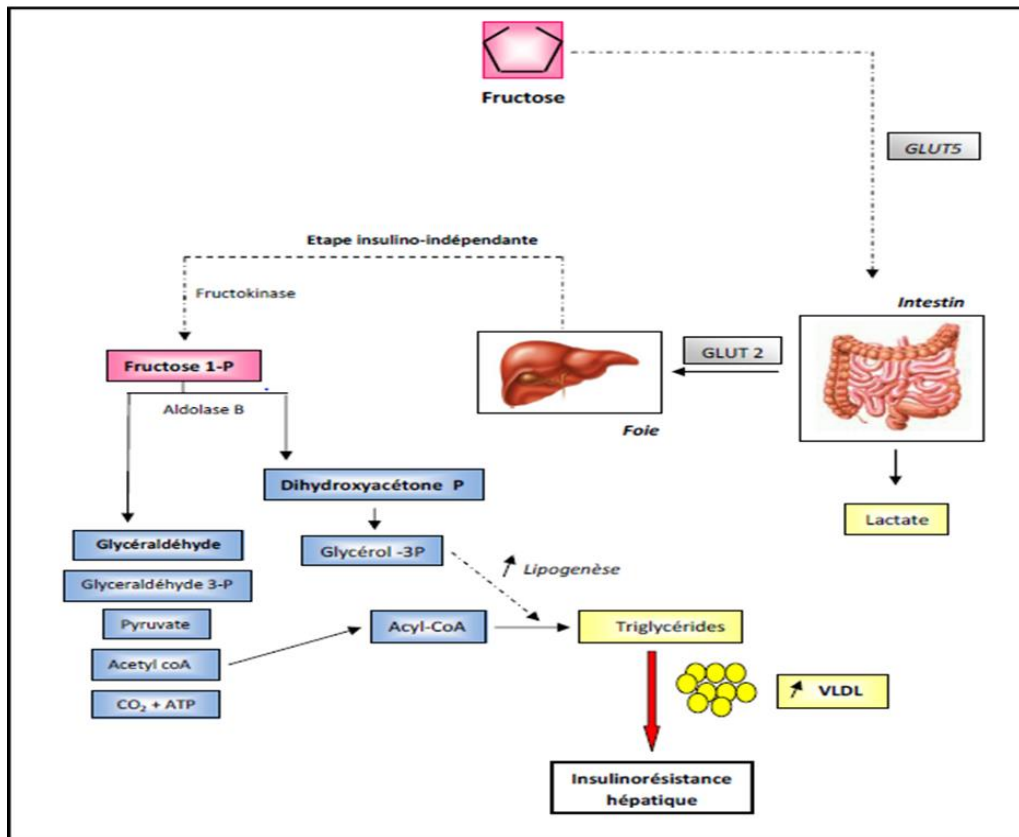 Fructose
GLUT5
Etape insulino-indépendante
Fructokinase
Intestin
GLUT 2
Fructose 1-P
Aldolase B
Foie
Dihydroxyacétone P
Lactate
Glycéraldéhyde
Glycérol -3P
Lipogenèse
Glyceraldéhyde 3-P
Pyruvate
Acyl-CoA
Triglycérides
Acetyl coA
CO₂ + ATP
VLDL
Insulinorésistance
hépatique